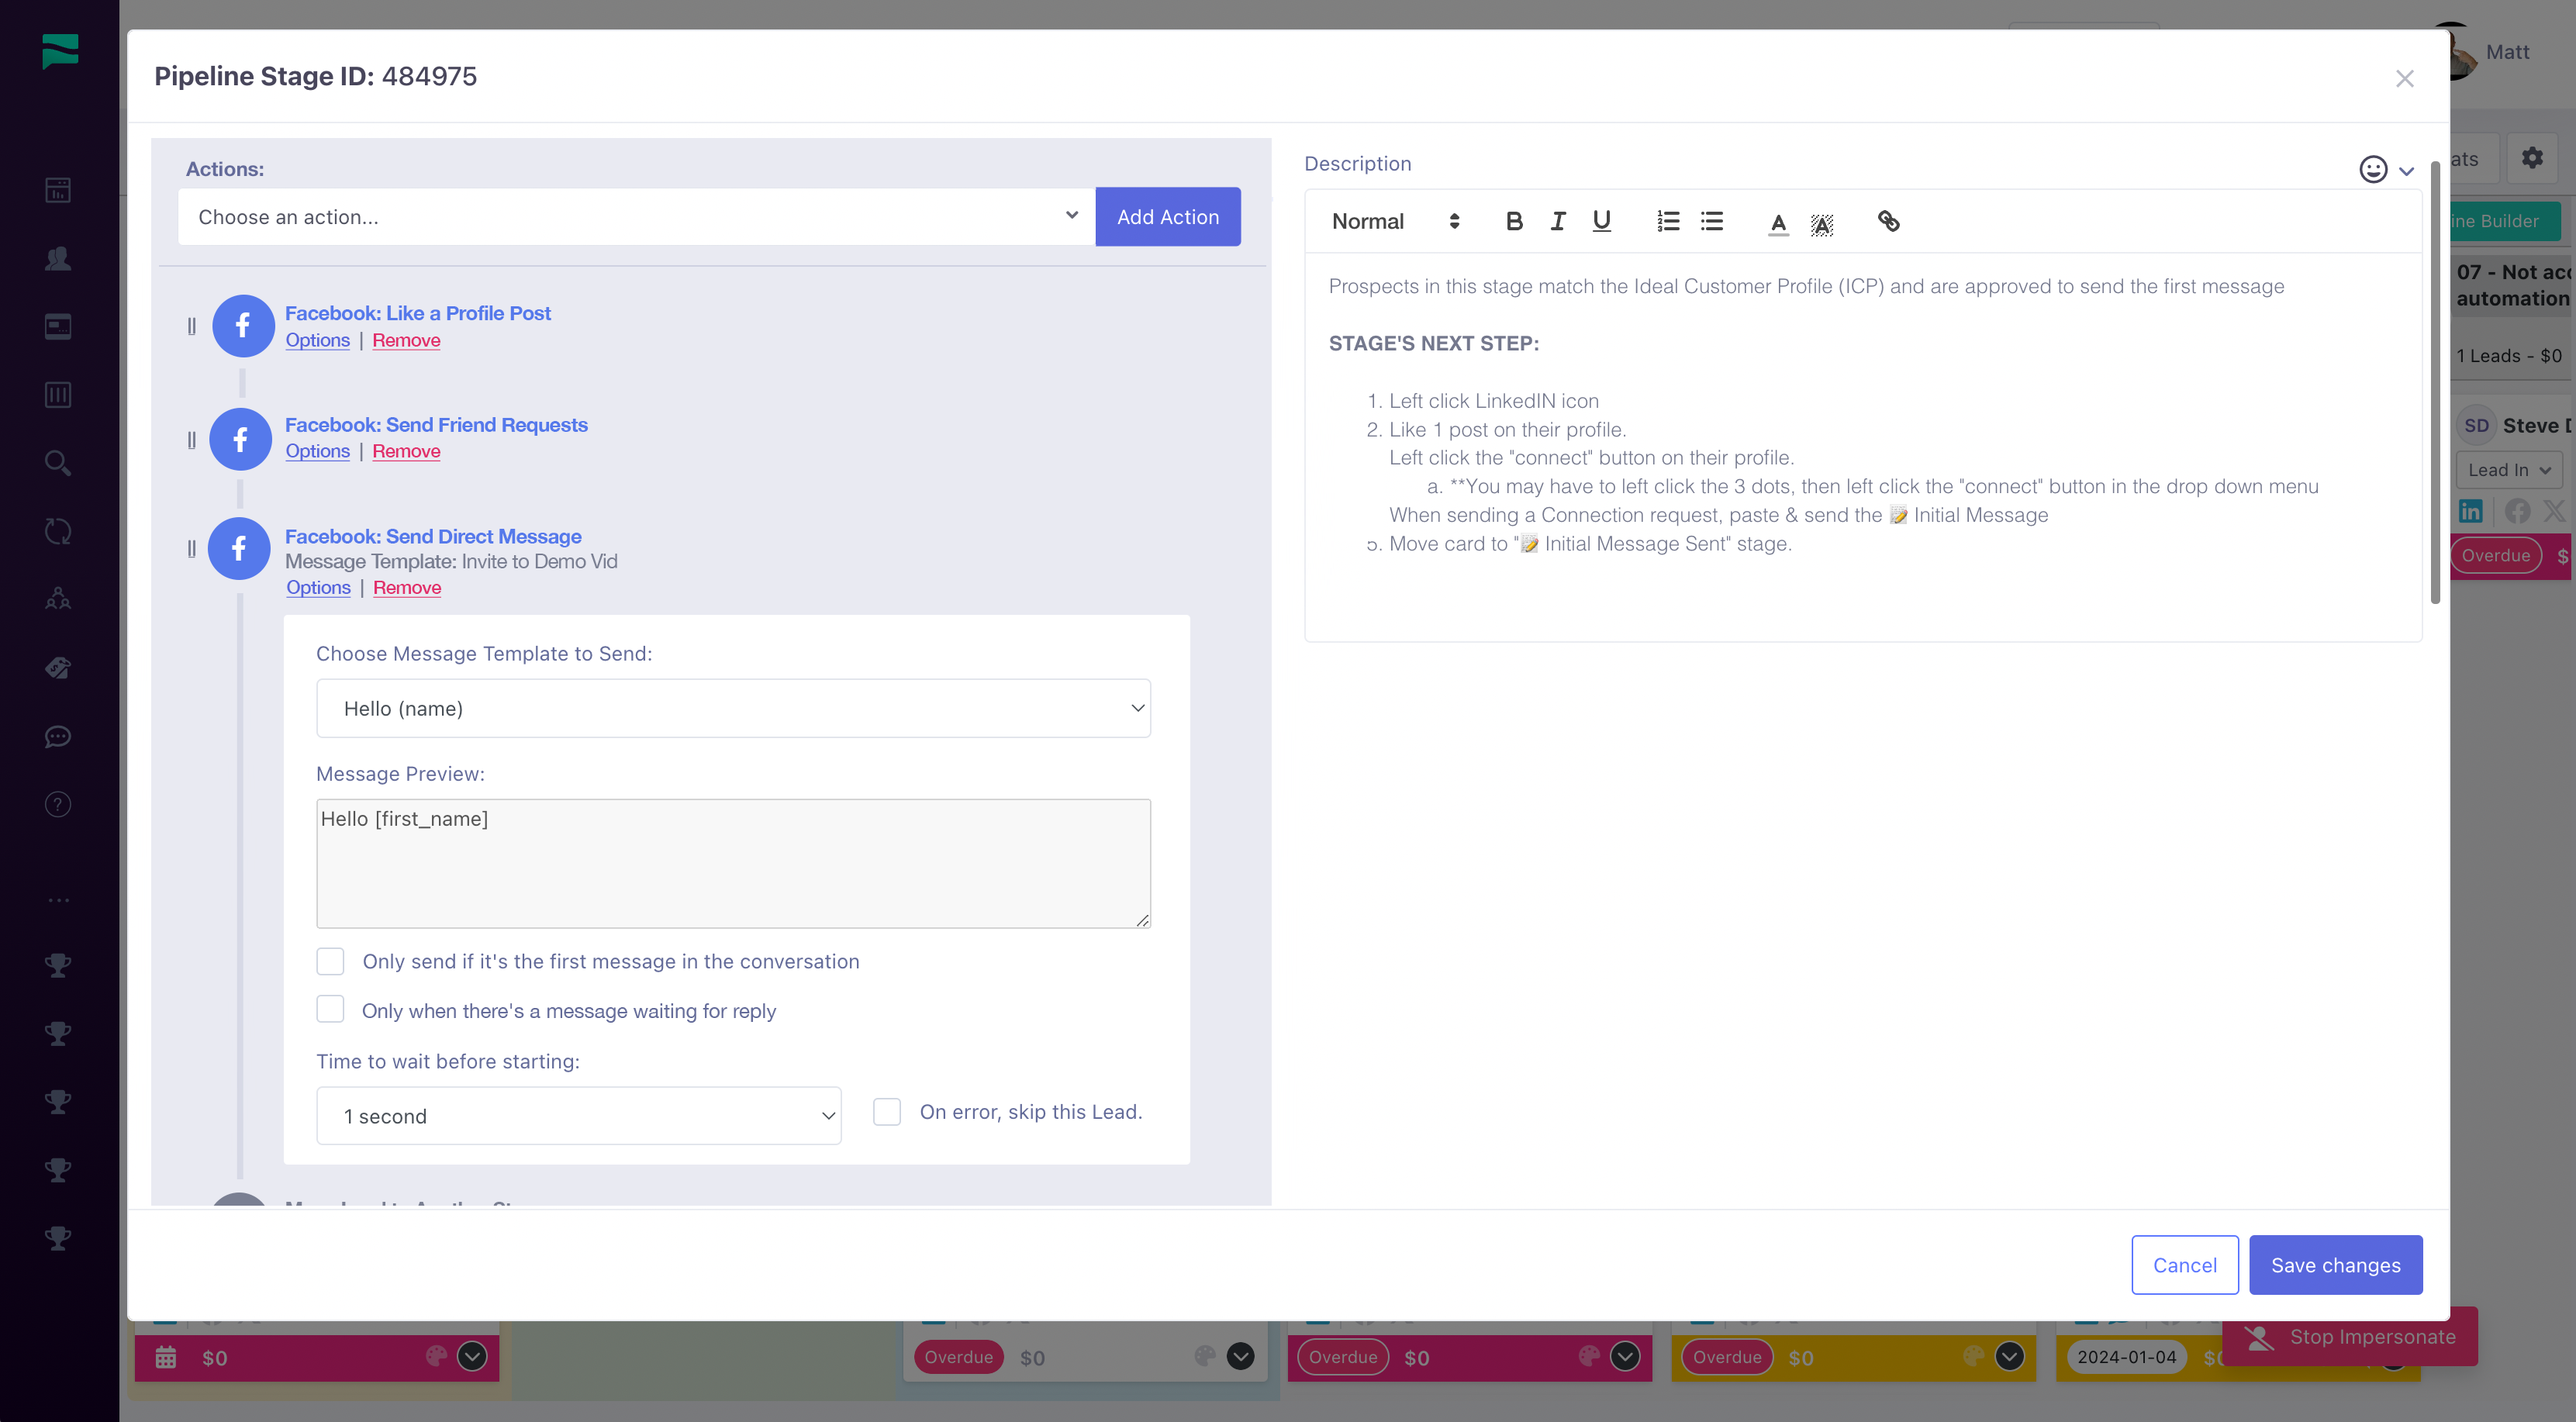 Matt
Pipeline Stage ID: 484975
Actions:
Choose an action...
Add Action
Facebook: Like a Profile Post
Options | Remove
Facebook: Send Friend Requests
Options | Remove
Facebook: Send Direct Message
Message Template: Invite to Demo Vid
Options | Remove
Choose Message Template to Send:
Hello (name)
Message Preview:
Hello [first_name]
Only send if it's the first message in the conversation
Only when there's a message waiting for reply
Time to wait before starting:
1 second
On error, skip this Lead.
Description
Normal
Prospects in this stage match the Ideal Customer Profile (ICP) and are approved to send the first message
STAGE'S NEXT STEP:
1. Left click LinkedIN icon
2. Like 1 post on their profile.
Left click the "connect" button on their profile.
a. **You may have to left click the 3 dots, then left click the "connect" button in the drop down menu
When sending a Connection request, paste & send the 📝 Initial Message
5. Move card to "📝 Initial Message Sent" stage.
Cancel
Save changes
ats
ine Builder
07 - Not acc
automation
1 Leads - $0
SD Steve D
Lead In
Overdue $
$0
Overdue $0
Overdue $0
Overdue $0
2024-01-04 $0
Stop Impersonate